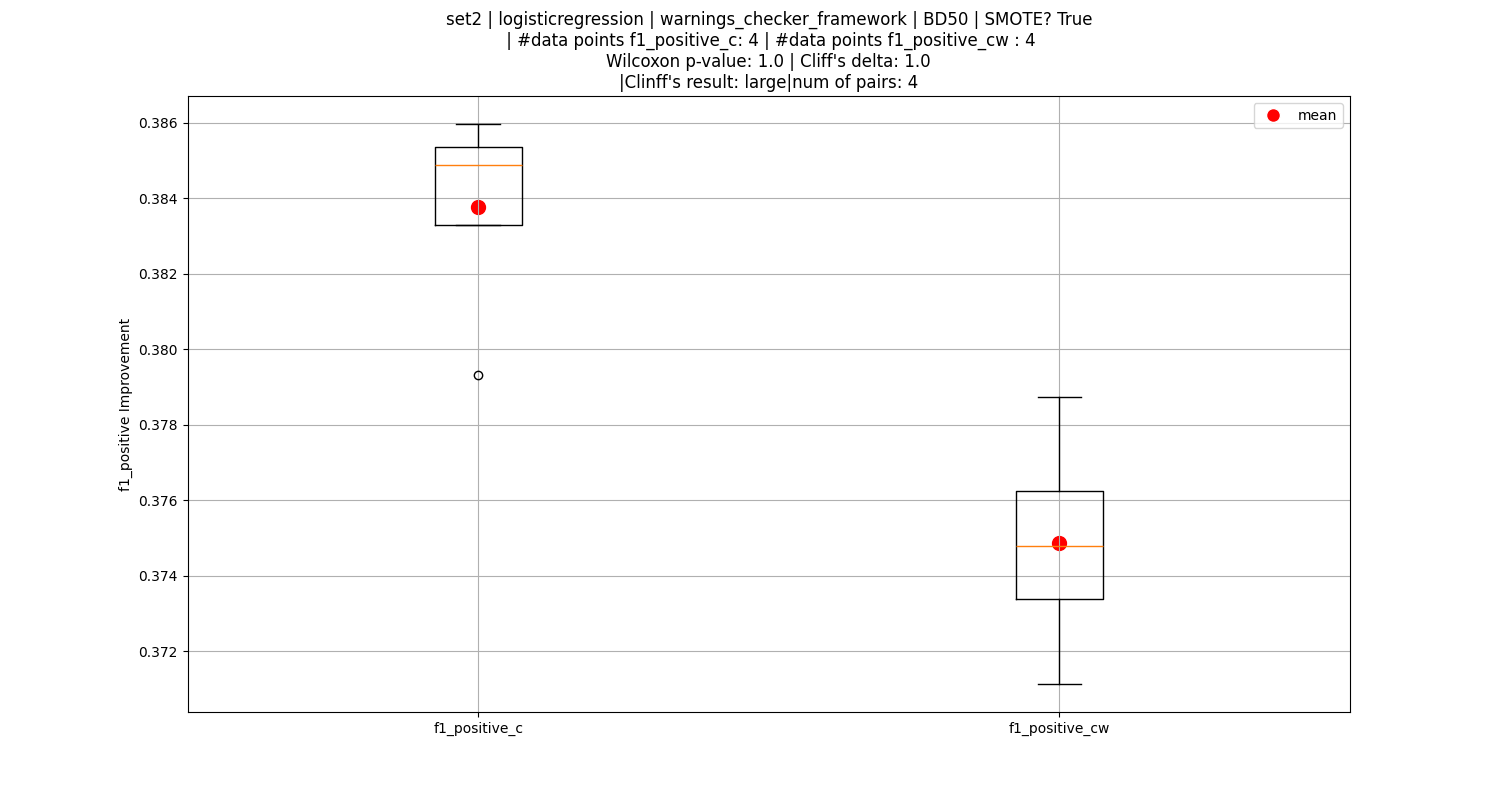 set2 | logisticregression | warnings_checker_framework | BD50 | SMOTE? True
| #data points f1_positive_c: 4 | #data points f1_positive_cw : 4
Wilcoxon p-value: 1.0 | Cliff's delta: 1.0
|Clinff's result: large|num of pairs: 4
mean
0.386
0.384
0.382
0.380
0.378
0.376
0.374
0.372
f1_positive Improvement
f1_positive_c
f1_positive_cw